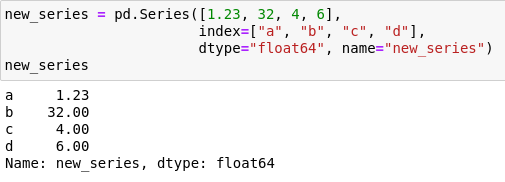 new_series = pd.Series([1.23, 32, 4, 6],
                       index=["a", "b", "c", "d"],
                       dtype="float64", name="new_series")
new_series
a     1.23
b    32.00
c     4.00
d     6.00
Name: new_series, dtype: float64